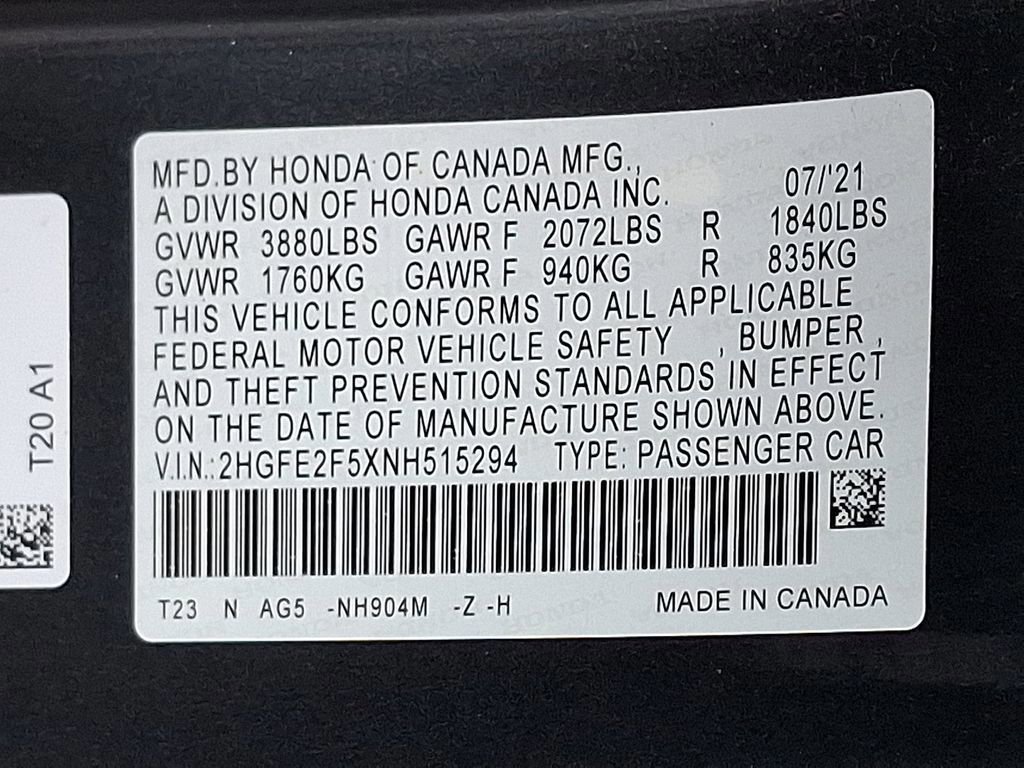 MFD.BY HONDA OF CANADA MFG.,
A DIVISION OF HONDA CANADA INC. 07/'21
GVWR 3880LBS GAWR F 2072LBS R 1840LBS
GVWR 1760KG GAWR F 940KG R 835KG
THIS VEHICLE CONFORMS TO ALL APPLICABLE
FEDERAL MOTOR VEHICLE SAFETY , BUMPER ,
AND THEFT PREVENTION STANDARDS IN EFFECT
ON THE DATE OF MANUFACTURE SHOWN ABOVE.
V.I.N.:2HGFE2F5XNH515294 TYPE: PASSENGER CAR
T23 N AG5 -NH904M -Z -H MADE IN CANADA
T20 A1